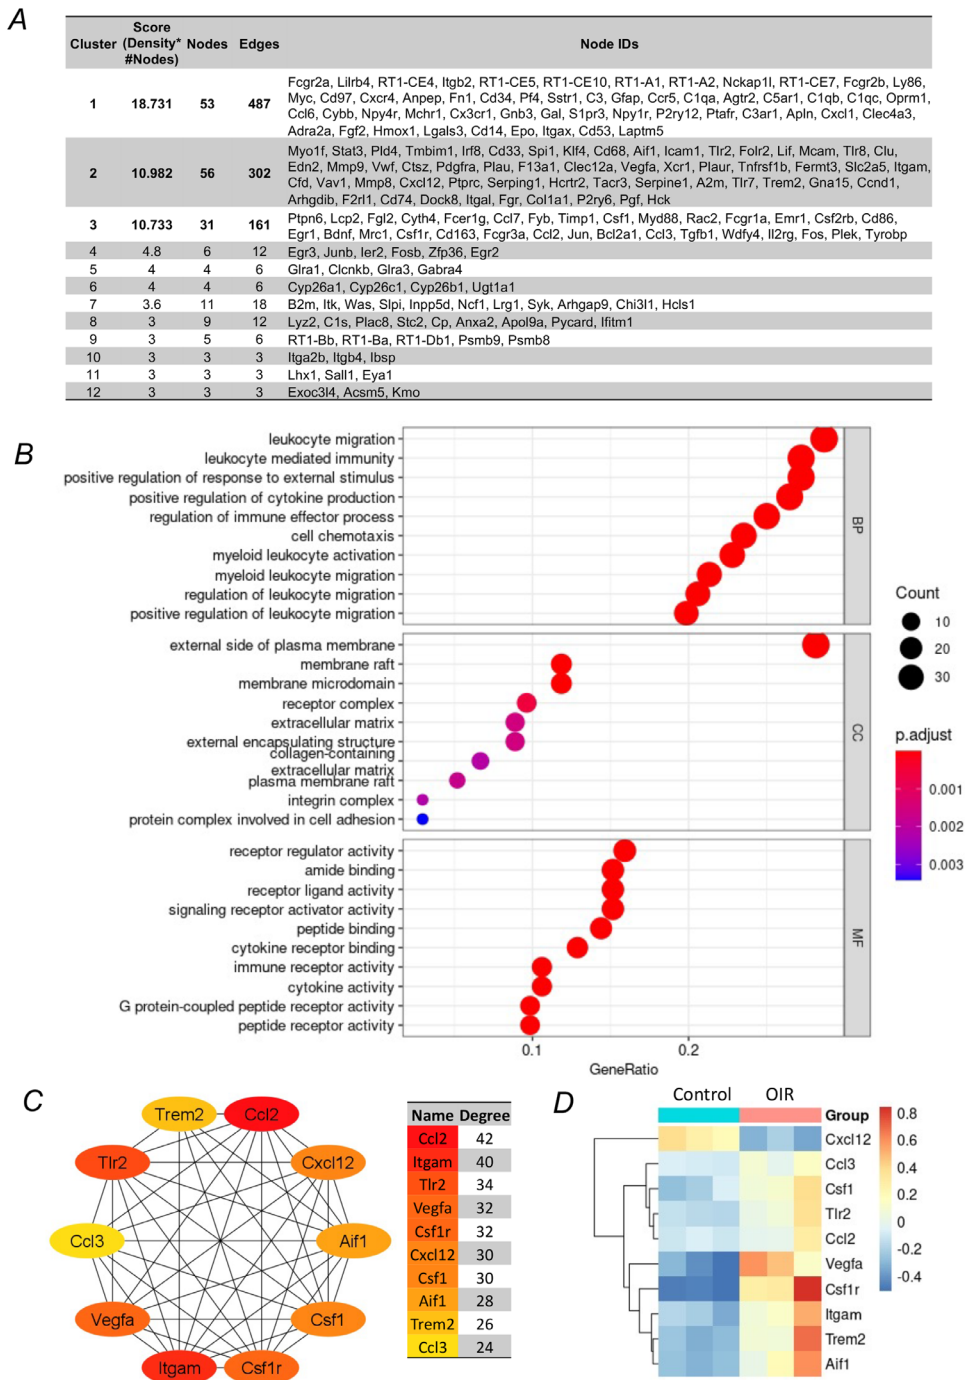 A
Cluster Score (Density* #Nodes) Nodes Edges Node IDs
1 18.731 53 487 Fcgr2a, Lilrb4, RT1-CE4, Itgb2, RT1-CE5, RT1-CE10, RT1-A1, RT1-A2, Nckap1l, RT1-CE7, Fcgr2b, Ly86,
Myc, Cd97, Cxcr4, Anpep, Fn1, Cd34, Pf4, Sstr1, C3, Gfap, Ccr5, C1qa, Agtr2, C5ar1, C1qb, C1qc, Oprm1,
Ccl6, Cybb, Npy4r, Mchr1, Cx3cr1, Gnb3, Gal, S1pr3, Npy1r, P2ry12, Ptafr, C3ar1, Apln, Cxcl1, Clec4a3,
Adra2a, Fgf2, Hmox1, Lgals3, Cd14, Epo, Itgax, Cd53, Laptm5
2 10.982 56 302 Myo1f, Stat3, Pld4, Tmbim1, Irf8, Cd33, Spi1, Klf4, Cd68, Aif1, Icam1, Tlr2, Folr2, Lif, Mcam, Tlr8, Clu,
Edn2, Mmp9, Vwf, Ctsz, Pdgfra, Plau, F13a1, Clec12a, Vegfa, Xcr1, Plaur, Tnfrsf1b, Fermt3, Slc2a5, Itgam,
Cfd, Vav1, Mmp8, Cxcl12, Ptprc, Serping1, Hcrtr2, Tacr3, Serpine1, A2m, Tlr7, Trem2, Gna15, Ccnd1,
Arhgdib, F2rl1, Cd74, Dock8, Itgal, Fgr, Col1a1, P2ry6, Pgf, Hck
3 10.733 31 161 Ptpn6, Lcp2, Fgl2, Cyth4, Fcer1g, Ccl7, Fyb, Timp1, Csf1, Myd88, Rac2, Fcgr1a, Emr1, Csf2rb, Cd86,
Egr1, Bdnf, Mrc1, Csf1r, Cd163, Fcgr3a, Ccl2, Jun, Bcl2a1, Ccl3, Tgfb1, Wdfy4, Il2rg, Fos, Plek, Tyrobp
4 4.8 6 12 Egr3, Junb, Ier2, Fosb, Zfp36, Egr2
5 4 4 6 Glra1, Clcnkb, Glra3, Gabra4
6 4 4 6 Cyp26a1, Cyp26c1, Cyp26b1, Ugt1a1
7 3.6 11 18 B2m, Itk, Was, Slpi, Inpp5d, Ncf1, Lrg1, Syk, Arhgap9, Chi3l1, Hcls1
8 3 9 12 Lyz2, C1s, Plac8, Stc2, Cp, Anxa2, Apol9a, Pycard, Ifitm1
9 3 5 6 RT1-Bb, RT1-Ba, RT1-Db1, Psmb9, Psmb8
10 3 3 3 Itga2b, Itgb4, Ibsp
11 3 3 3 Lhx1, Sall1, Eya1
12 3 3 3 Exoc3l4, Acsm5, Kmo
B
leukocyte migration
leukocyte mediated immunity
positive regulation of response to external stimulus
positive regulation of cytokine production
regulation of immune effector process
cell chemotaxis
myeloid leukocyte activation
myeloid leukocyte migration
regulation of leukocyte migration
positive regulation of leukocyte migration
BP
external side of plasma membrane
membrane raft
membrane microdomain
receptor complex
extracellular matrix
external encapsulating structure
collagen-containing
extracellular matrix
plasma membrane raft
integrin complex
protein complex involved in cell adhesion
CC
receptor regulator activity
amide binding
receptor ligand activity
signaling receptor activator activity
peptide binding
cytokine receptor binding
immune receptor activity
cytokine activity
G protein-coupled peptide receptor activity
peptide receptor activity
MF
0.1 0.2
GeneRatio
Count
10
20
30
p.adjust
0.001
0.002
0.003
C
Trem2
Ccl2
Tlr2
Cxcl12
Ccl3
Aif1
Vegfa
Csf1
Itgam
Csf1r
Name Degree
Ccl2 42
Itgam 40
Tlr2 34
Vegfa 32
Csf1r 32
Cxcl12 30
Csf1 30
Aif1 28
Trem2 26
Ccl3 24
D
Control OIR
Group
Cxcl12
Ccl3
Csf1
Tlr2
Ccl2
Vegfa
Csf1r
Itgam
Trem2
Aif1
0.8
0.6
0.4
0.2
0
-0.2
-0.4